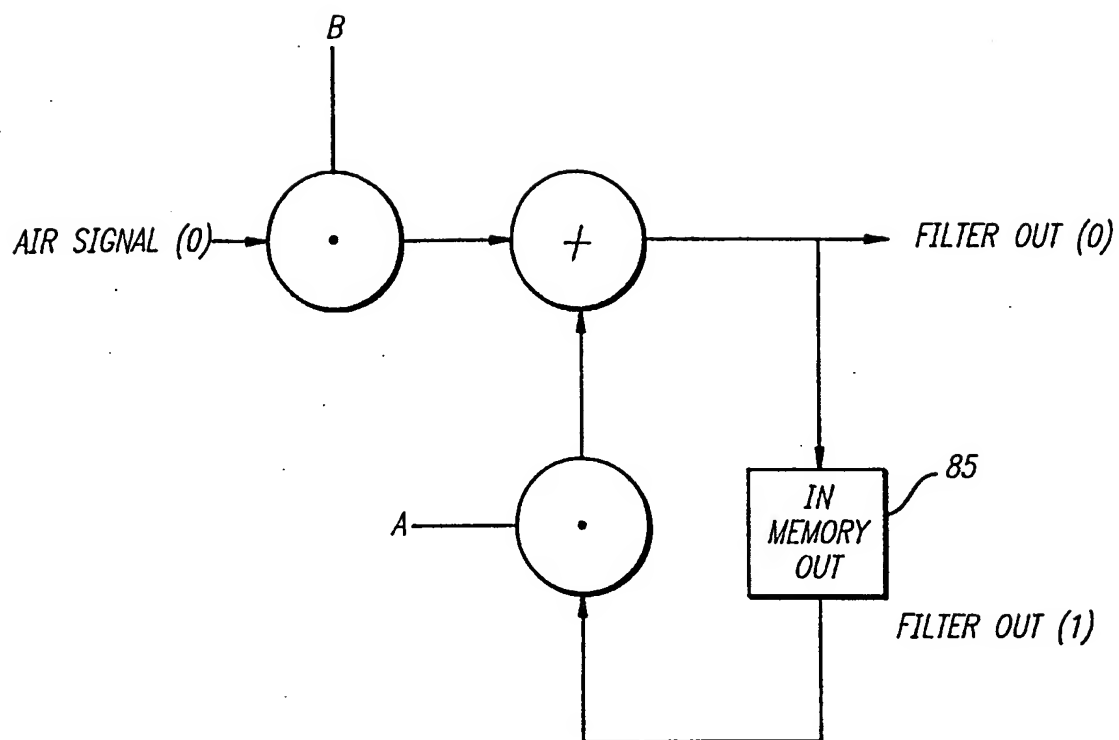 B
AIR SIGNAL (0)
•
+
FILTER OUT (0)
85
IN
MEMORY
OUT
A
•
FILTER OUT (1)